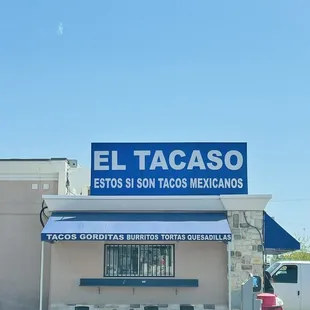 EL TACASO
ESTOS SI SON TACOS MEXICANOS
TACOS GORDITAS BURRITOS TORTAS QUESADILLAS